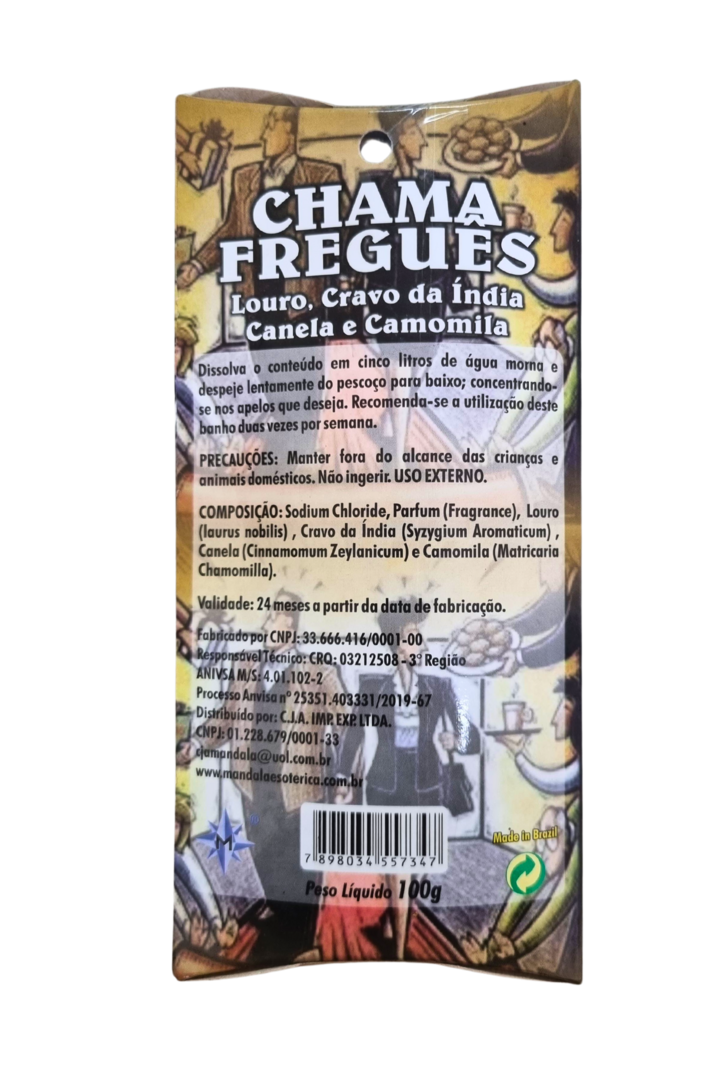 CHAMA
FREGUÊS
Louro, Cravo da Índia
Canela e Camomila
Dissolva o conteúdo em cinco litros de água morna e
despeje lentamente do pescoço para baixo; concentrando-
se nos apelos que deseja. Recomenda-se a utilização deste
banho duas vezes por semana.
PRECAUÇÕES: Manter fora do alcance das crianças e
animais domésticos. Não ingerir. USO EXTERNO.
COMPOSIÇÃO: Sodium Chloride, Parfum (Fragrance), Louro
(laurus nobilis) , Cravo da Índia (Syzygium Aromaticum) ,
Canela (Cinnamomum Zeylanicum) e Camomila (Matricaria
Chamomilla).
Validade: 24 meses a partir da data de fabricação.
Fabricado por CNPJ: 33.666.416/0001-00
Responsável Técnico: CRQ: 03212508 - 3ª Região
ANIVSA M/S: 4.01.102-2
Processo Anvisa nº 25351.403331/2019-67
Distribuído por: C.J.A. IMP. EXP. LTDA.
CNPJ: 01.228.679/0001-33
cjamandala@uol.com.br
www.mandalaesoterica.com.br
M
Made in Brazil
7 898034 557347
Peso Líquido 100g